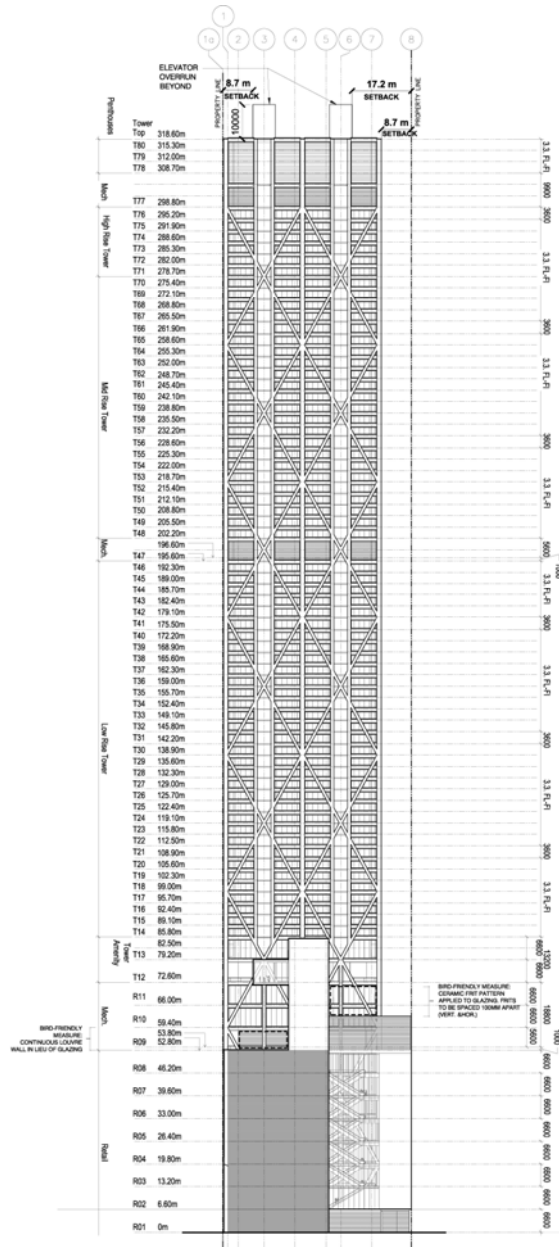 1
1a 2 3 4 5 6 7 8
ELEVATOR
OVERRUN
BEYOND
8.7 m
SETBACK
17.2 m
SETBACK
8.7 m
SETBACK
PROPERTY LINE
PROPERTY LINE
10000
Penthouses
Mech
High Rise Tower
Mid Rise Tower
Mech.
Low Rise Tower
Tower
Amenity
Mech.
Retail
Tower
Top 318.60m
T80 315.30m
T79 312.00m
T78 308.70m
T77 298.80m
T76 295.20m
T75 291.90m
T74 288.60m
T73 285.30m
T72 282.00m
T71 278.70m
T70 275.40m
T69 272.10m
T68 268.80m
T67 265.50m
T66 261.90m
T65 258.60m
T64 255.30m
T63 252.00m
T62 248.70m
T61 245.40m
T60 242.10m
T59 238.80m
T58 235.50m
T57 232.20m
T56 228.60m
T55 225.30m
T54 222.00m
T53 218.70m
T52 215.40m
T51 212.10m
T50 208.80m
T49 205.50m
T48 202.20m
196.60m
T47 195.60m
T46 192.30m
T45 189.00m
T44 185.70m
T43 182.40m
T42 179.10m
T41 175.50m
T40 172.20m
T39 168.90m
T38 165.60m
T37 162.30m
T36 159.00m
T35 155.70m
T34 152.40m
T33 149.10m
T32 145.80m
T31 142.20m
T30 138.90m
T29 135.60m
T28 132.30m
T27 129.00m
T26 125.70m
T25 122.40m
T24 119.10m
T23 115.80m
T22 112.50m
T21 108.90m
T20 105.60m
T19 102.30m
T18 99.00m
T17 95.70m
T16 92.40m
T15 89.10m
T14 85.80m
82.50m
T13 79.20m
T12 72.60m
R11 66.00m
R10 59.40m
53.80m
R09 52.80m
R08 46.20m
R07 39.60m
R06 33.00m
R05 26.40m
R04 19.80m
R03 13.20m
R02 6.60m
R01 0m
BIRD-FRIENDLY
MEASURE:
CONTINUOUS LOUVRE
WALL IN LIEU OF GLAZING
BIRD-FRIENDLY MEASURE:
CERAMIC FRIT PATTERN
APPLIED TO GLAZING. FRITS
TO BE SPACED 100MM APART
(VERT. &HOR.)
3.3. FL-Fl
9900
3600
3.3. FL-Fl
3.3. FL-Fl
3600
3.3. FL-Fl
3.3. FL-Fl
3600
3.3. FL-Fl
5600
3.3. FL-Fl
3600
3.3. FL-Fl
3600
3.3. FL-Fl
3600
3.3. FL-Fl
13200
6600
6600
19800
6600
6600
5600
6600
6600
6600
6600
6600
6600
6600
6600